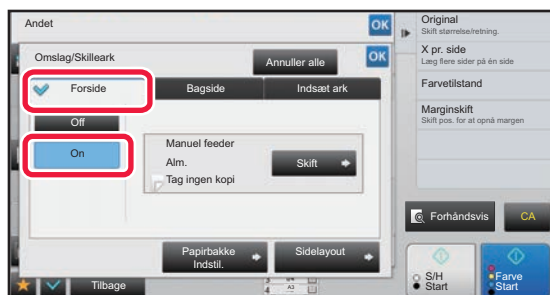 Andet
OK
Omslag/Skilleark
Annuller alle
OK
Forside
Bagside
Indsæt ark
Off
On
Manuel feeder
Alm.
Tag ingen kopi
Skift
Papirbakke
Indstil.
Sidelayout
Tilbage
A3
4
Original
Skift størrelse/retning.
X pr. side
Læg flere sider på én side
Farvetilstand
Marginskift
Skift pos. for at opnå margen
Forhåndsvis
CA
S/H
Start
Farve
Start